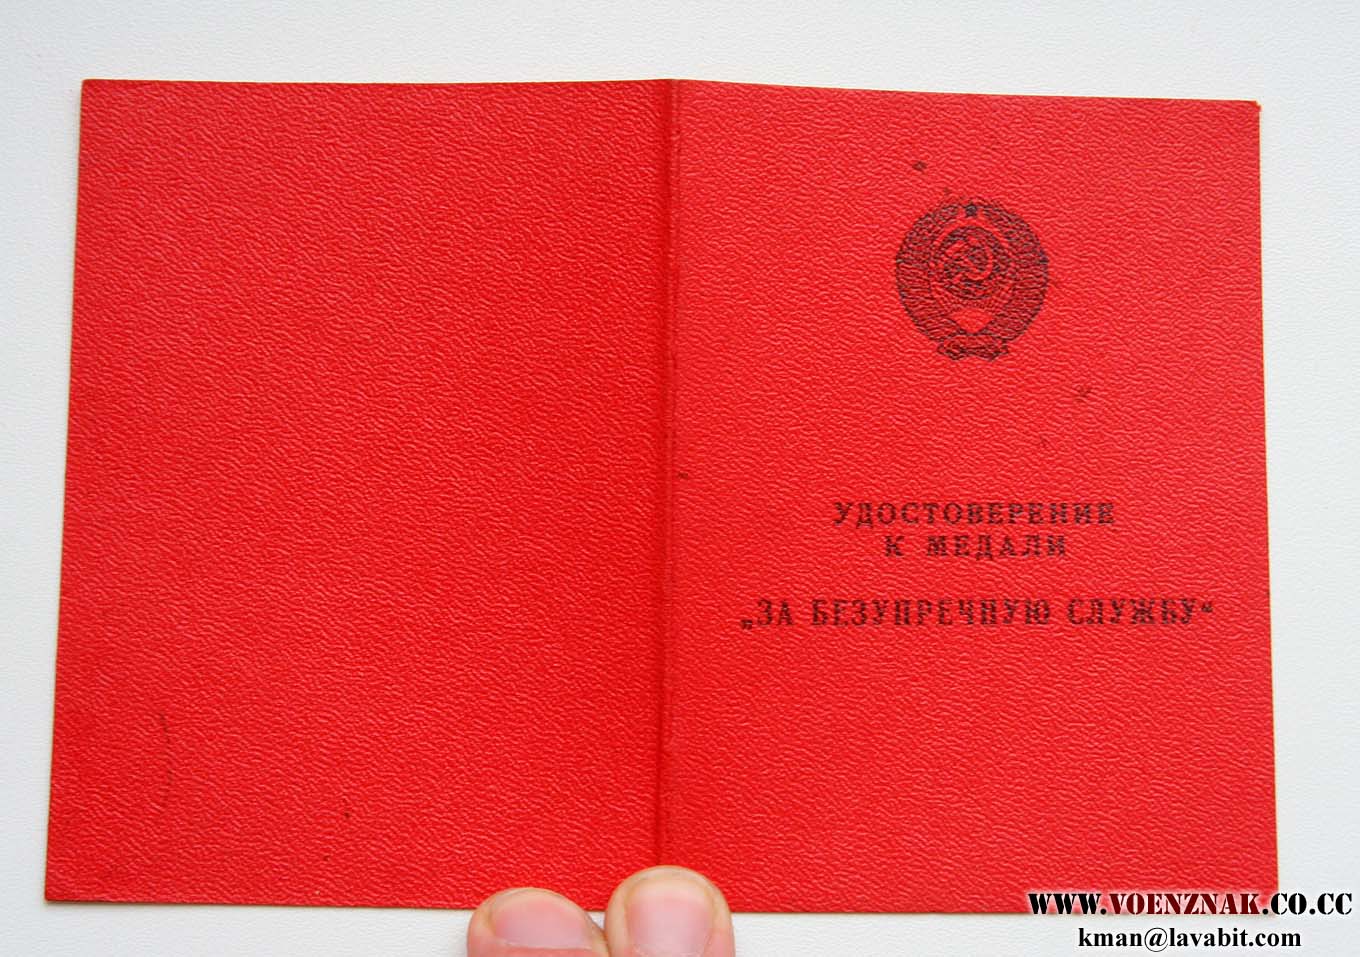 УДОСТОВЕРЕНИЕ
К МЕДАЛИ
„ЗА БЕЗУПРЕЧНУЮ СЛУЖБУ“
WWW.VOENZNAK.CO.CC
kman@lavabit.com